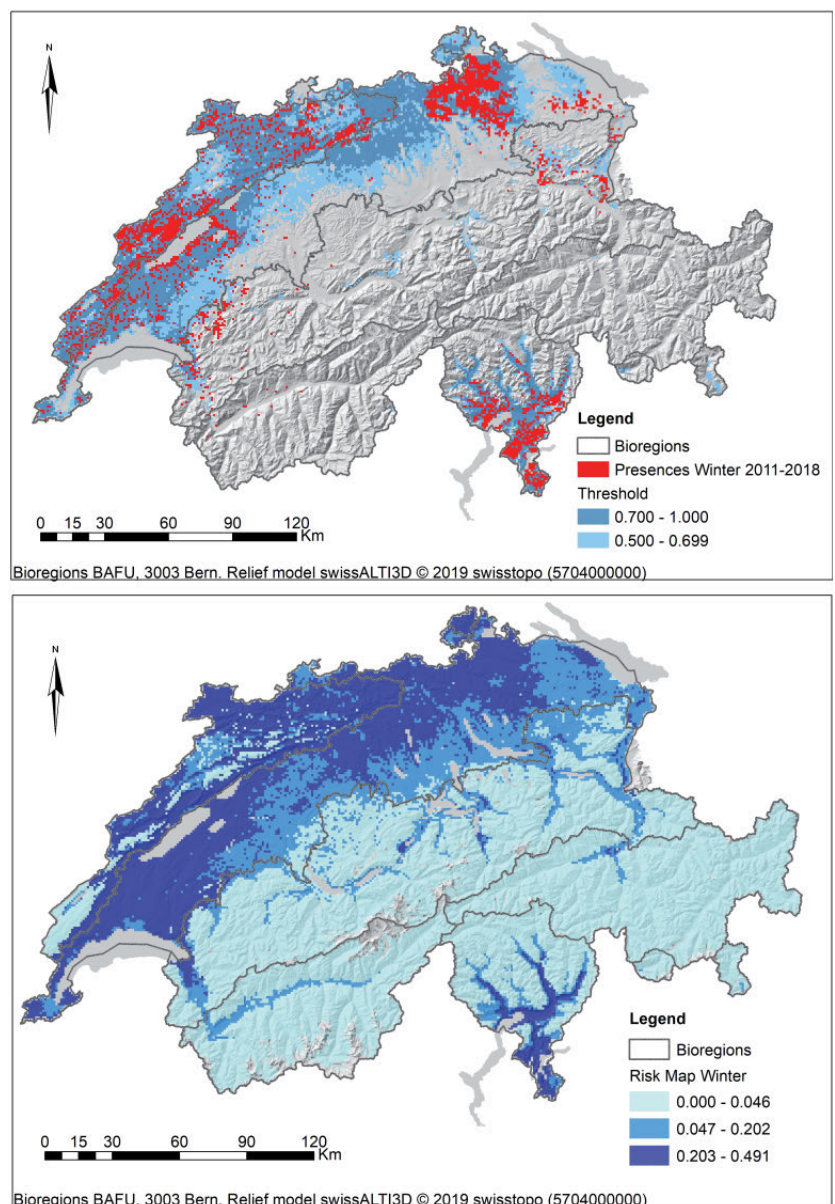 N
Legend
Bioregions
Presences Winter 2011-2018
Threshold
0.700 - 1.000
0.500 - 0.699
0 15 30 60 90 120
Km
Bioregions BAFU, 3003 Bern. Relief model swissALTI3D © 2019 swisstopo (5704000000)
N
Legend
Bioregions
Risk Map Winter
0.000 - 0.046
0.047 - 0.202
0.203 - 0.491
0 15 30 60 90 120
Km
Bioregions BAFU, 3003 Bern. Relief model swissALTI3D © 2019 swisstopo (5704000000)